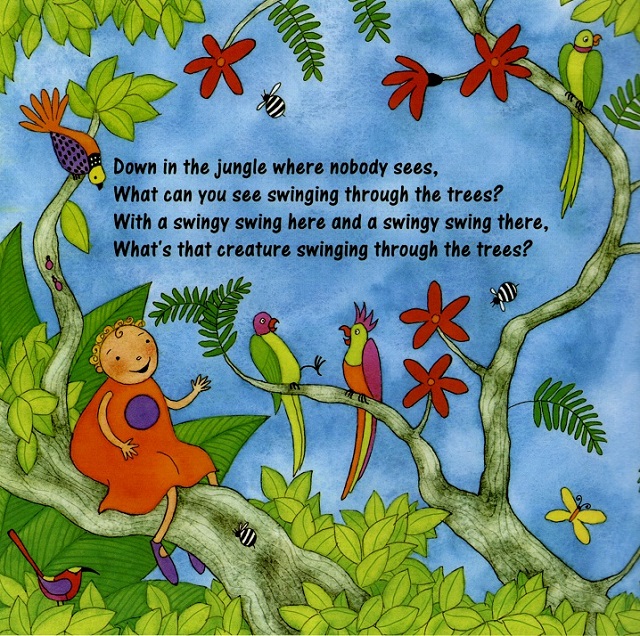 Down in the jungle where nobody sees,
What can you see swinging through the trees?
With a swingy swing here and a swingy swing there,
What's that creature swinging through the trees?